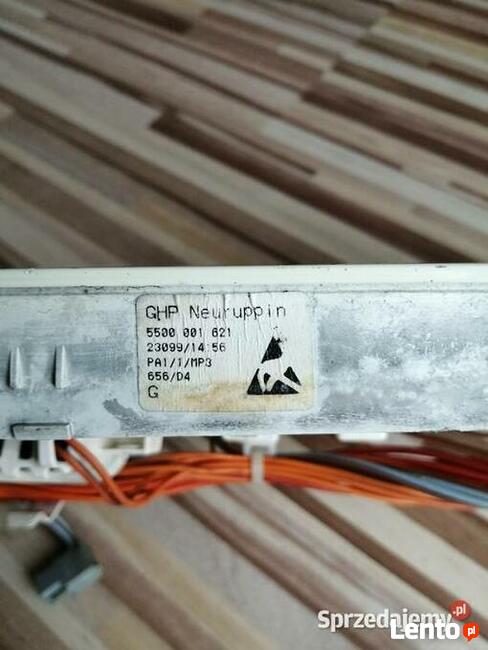 GHP Neuruppin
5500 001 621
23099/14:56
PA1/1/MP3
656/D4
G
Sprzedajemy.pl
Lento.pl